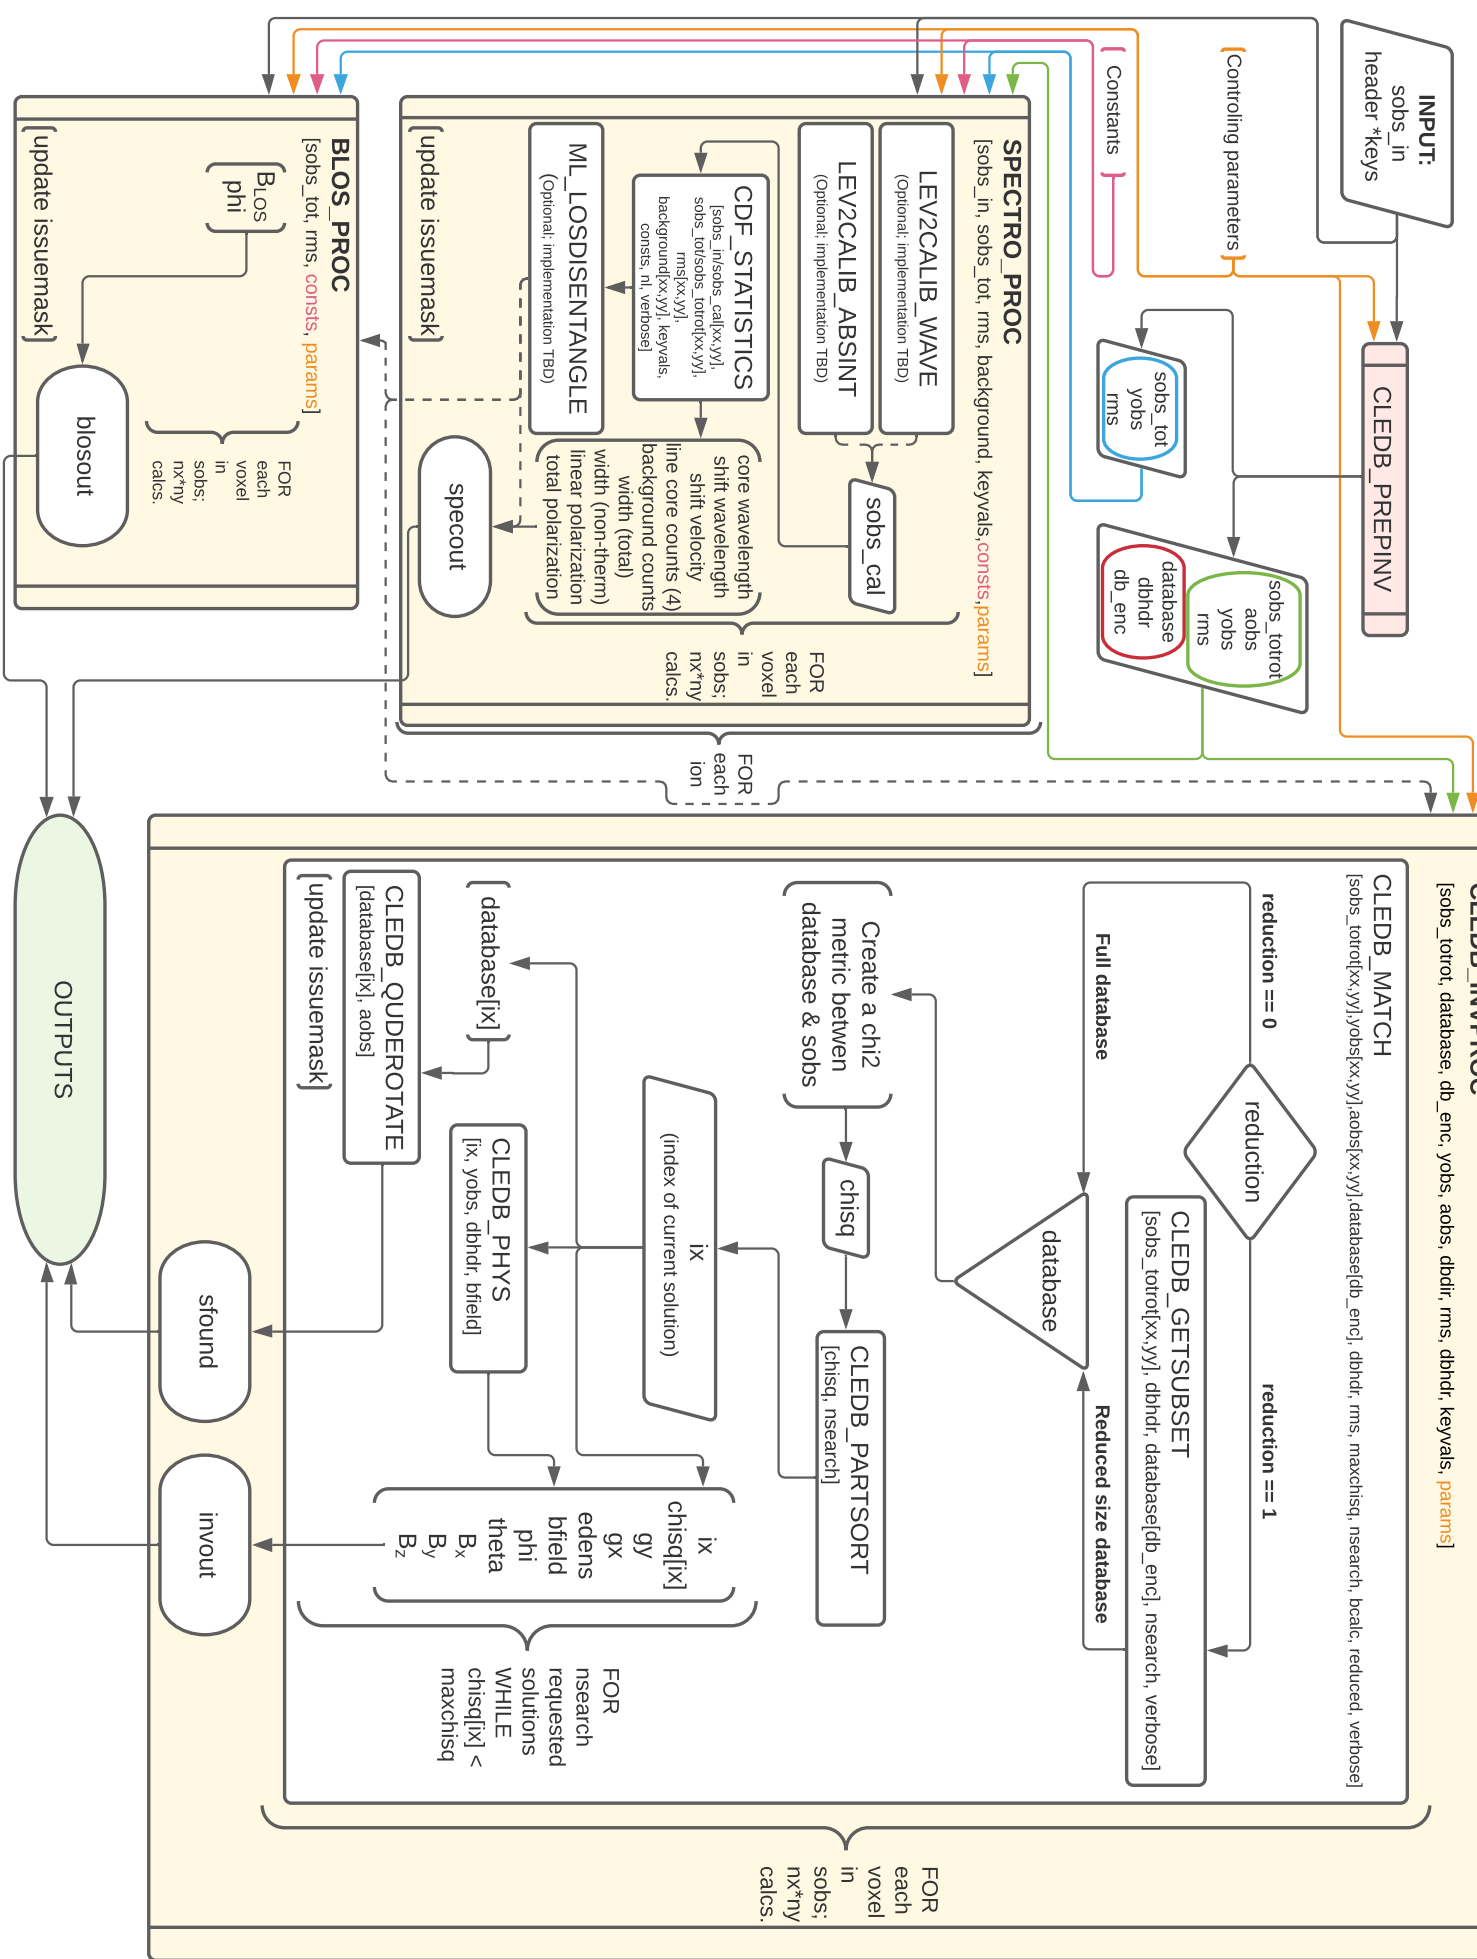 INPUT:
sobs_in
header *keys
[Controling parameters]
[Constants]
CLEDB_PREPINV
sobs_tot
yobs
rms
sobs_totrot
aobs
yobs
rms
database
dbhdr
db_enc
SPECTRO_PROC
[sobs_in, sobs_tot, rms, background, keyvals,consts,params]
LEV2CALIB_WAVE
(Optional; implementation TBD)
LEV2CALIB_ABSINT
(Optional; implementation TBD)
sobs_cal
CDF_STATISTICS
[sobs_in/sobs_cal[xx,yy],
sobs_tot/sobs_totrot[xx,yy],
rms[xx,yy],
background[xx,yy], keyvals,
consts, nl, verbose]
ML_LOSDISENTANGLE
(Optional; implementation TBD)
core wavelength
shift wavelength
shift velocity
line core counts (4)
background counts
width (total)
width (non-therm)
linear polarization
total polarization
specout
[update issuemask]
FOR
each
voxel
in
sobs;
nx*ny
calcs.
FOR
each
ion
BLOS_PROC
[sobs_tot, rms, consts, params]
BLOS
phi
[update issuemask]
blosout
FOR
each
voxel
in
sobs;
nx*ny
calcs.
CLEDB_INVPROC
[sobs_totrot, database, db_enc, yobs, aobs, dbdir, rms, dbhdr, keyvals, params]
CLEDB_MATCH
[sobs_totrot[xx,yy],yobs[xx,yy],aobs[xx,yy],database[db_enc], dbhdr, rms, maxchisq, nsearch, bcalc, reduced, verbose]
reduction == 0
reduction
reduction == 1
CLEDB_GETSUBSET
[sobs_totrot[xx,yy], dbhdr, database[db_enc], nsearch, verbose]
Full database
Reduced size database
database
Create a chi2
metric betwen
database & sobs
chisq
CLEDB_PARTSORT
[chisq, nsearch]
ix
(index of current solution)
[database[ix]]
CLEDB_PHYS
[ix, yobs, dbhdr, bfield]
CLEDB_QUDEROTATE
[database[ix], aobs]
[update issuemask]
ix
chisq[ix]
gy
gx
edens
bfield
phi
theta
Bx
By
Bz
FOR
nsearch
requested
solutions
WHILE
chisq[ix] <
maxchisq
FOR
each
voxel
in
sobs;
nx*ny
calcs.
sfound
invout
OUTPUTS